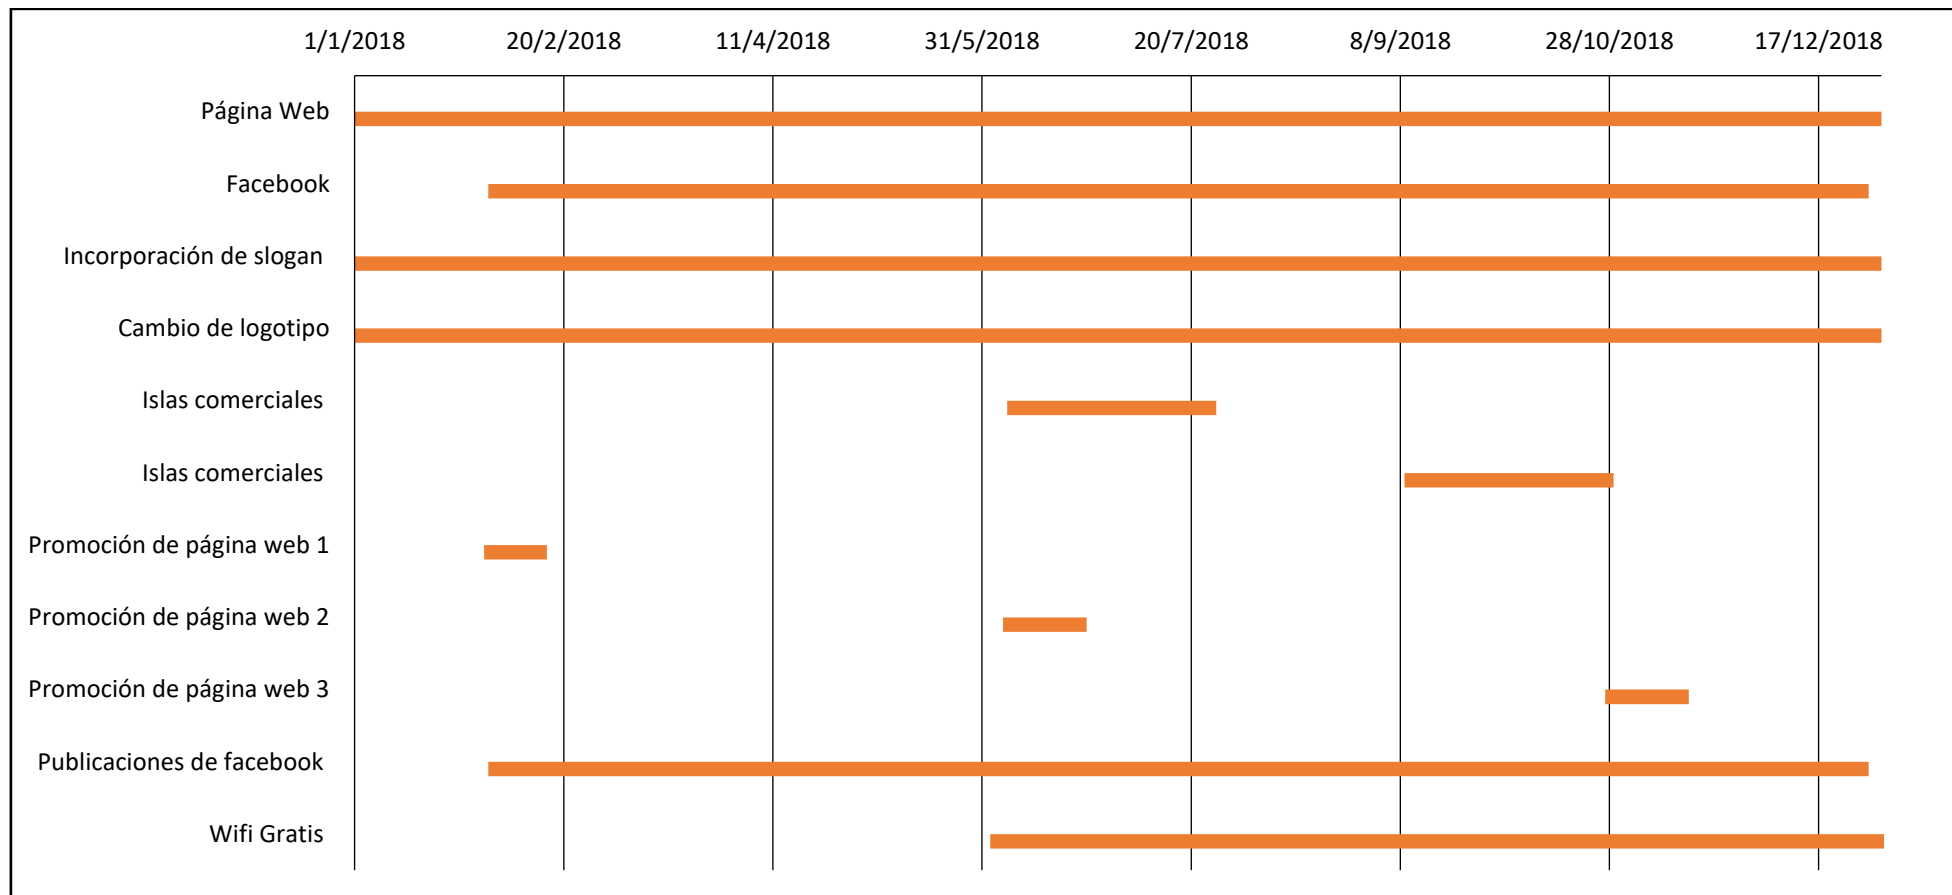 1/1/2018 20/2/2018 11/4/2018 31/5/2018 20/7/2018 8/9/2018 28/10/2018 17/12/2018
Página Web
Facebook
Incorporación de slogan
Cambio de logotipo
Islas comerciales
Islas comerciales
Promoción de página web 1
Promoción de página web 2
Promoción de página web 3
Publicaciones de facebook
Wifi Gratis